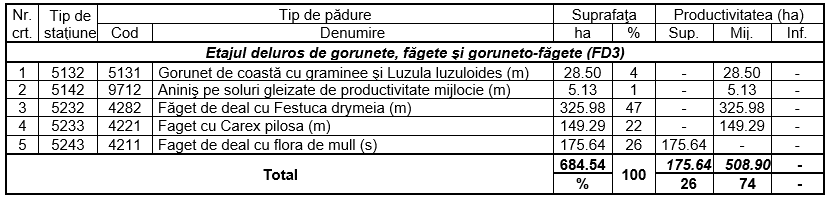 Nr. crt. Tip de staţiune Tip de pădure Suprafaţa Productivitatea (ha)
Cod Denumire ha % Sup. Mij. Inf.
Etajul deluros de gorunete, făgete şi goruneto-făgete (FD3)
1 5132 5131 Gorunet de coastă cu graminee şi Luzula luzuloides (m) 28.50 4 - 28.50 -
2 5142 9712 Aniniş pe soluri gleizate de productivitate mijlocie (m) 5.13 1 - 5.13 -
3 5232 4282 Făget de deal cu Festuca drymeia (m) 325.98 47 - 325.98 -
4 5233 4221 Faget cu Carex pilosa (m) 149.29 22 - 149.29 -
5 5243 4211 Faget de deal cu flora de mull (s) 175.64 26 175.64 - -
Total 684.54 100 175.64 508.90 -
% 26 74 -